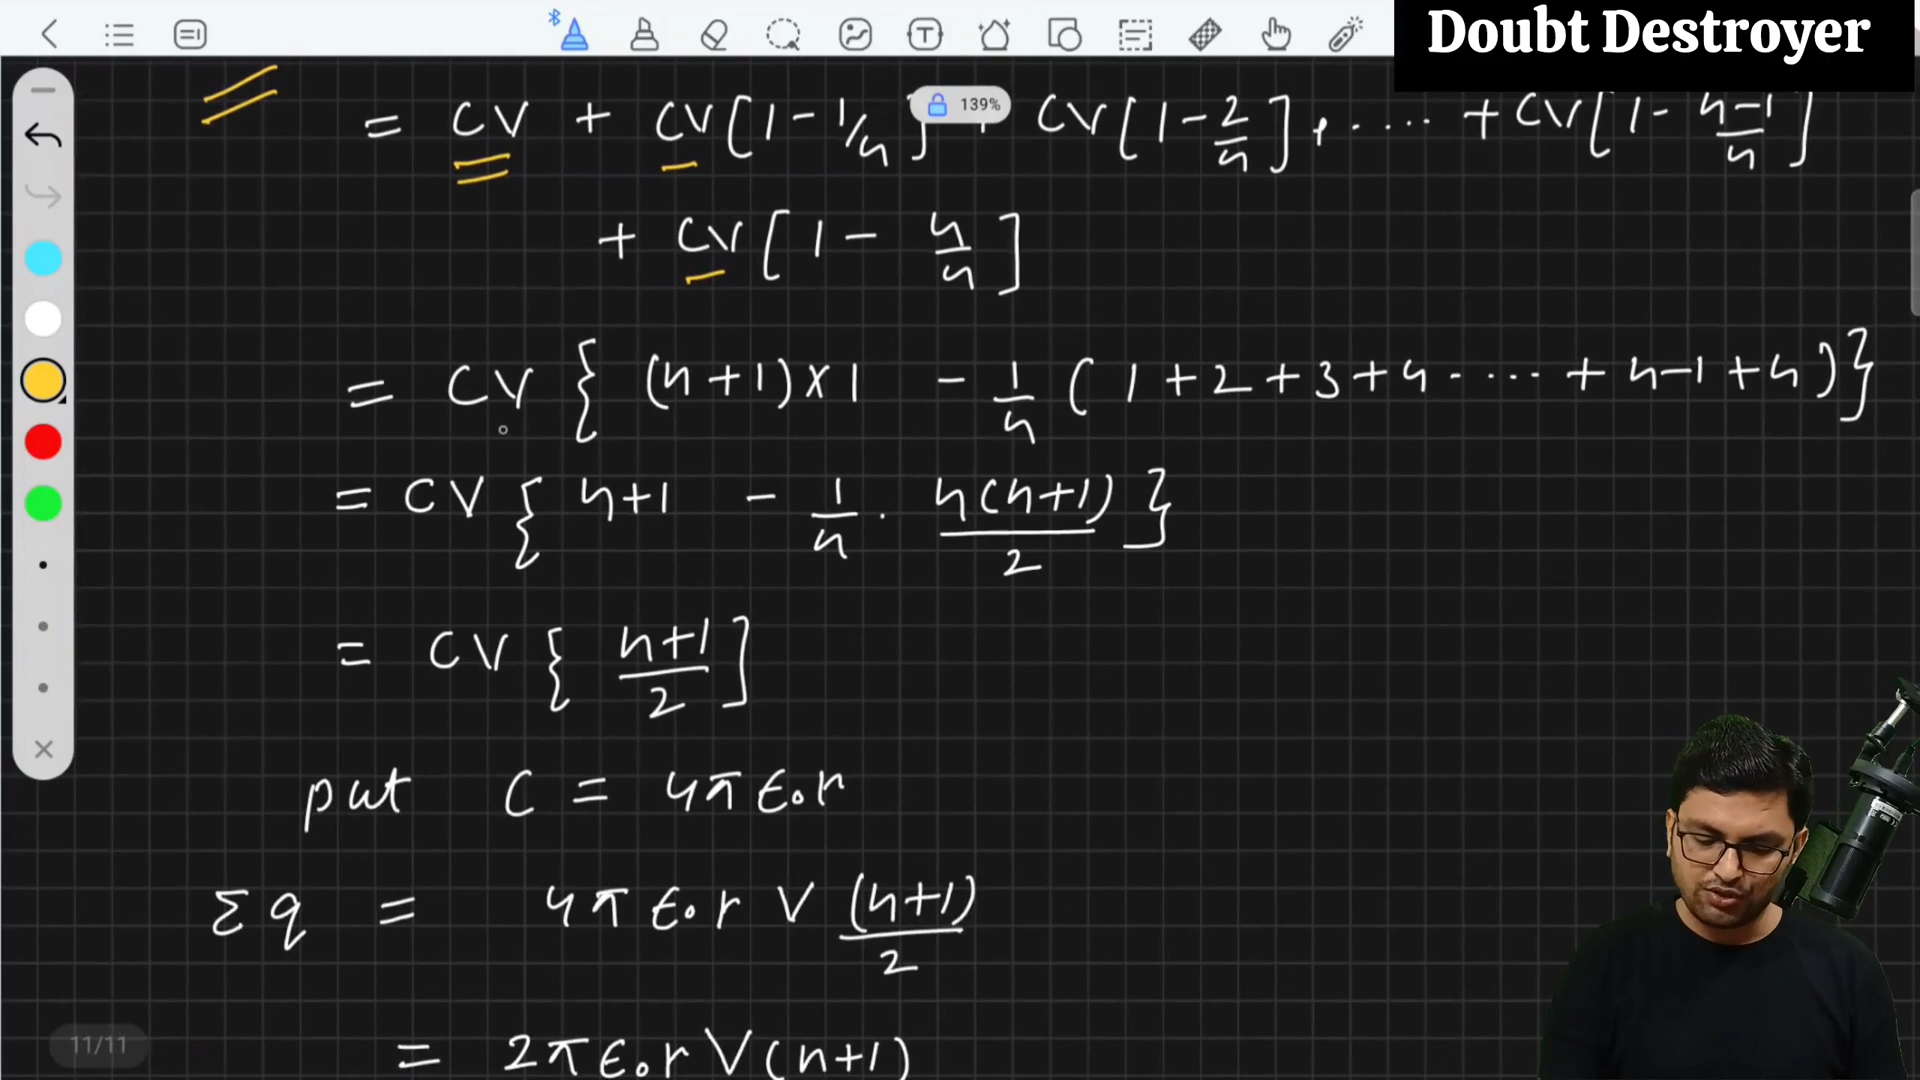 Doubt Destroyer
139%
= CV + CV[1-1/n] + CV[1-2/n]+..... +CV[1-n-1/n]
+ CV[1-n/n]
= CV { (n+1)x1 - 1/n (1+2+3+4-....+n-1+n)}
= CV { n+1 - 1/n . n(n+1)/2 }
= CV { n+1/2 ]
put C = 4πϵ₀r
Σq = 4πϵ₀r V (n+1)/2
= 2πϵ₀r V(n+1)
11/11